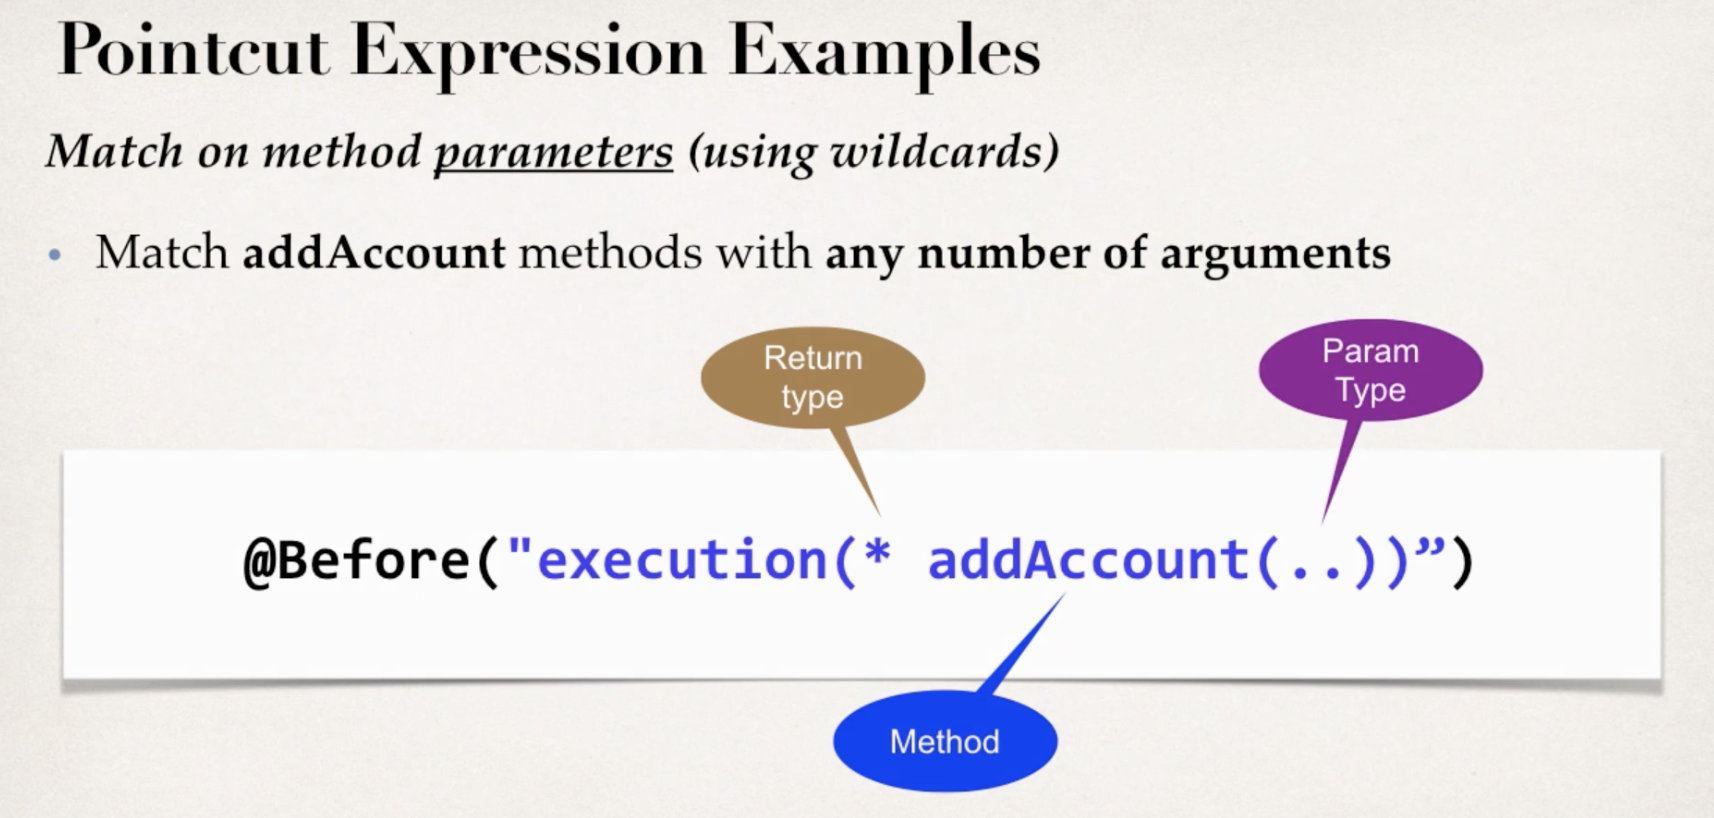 Pointcut Expression Examples
Match on method parameters (using wildcards)
• Match addAccount methods with any number of arguments
Return
type
Param
Type
@Before("execution(* addAccount(..))”)
Method